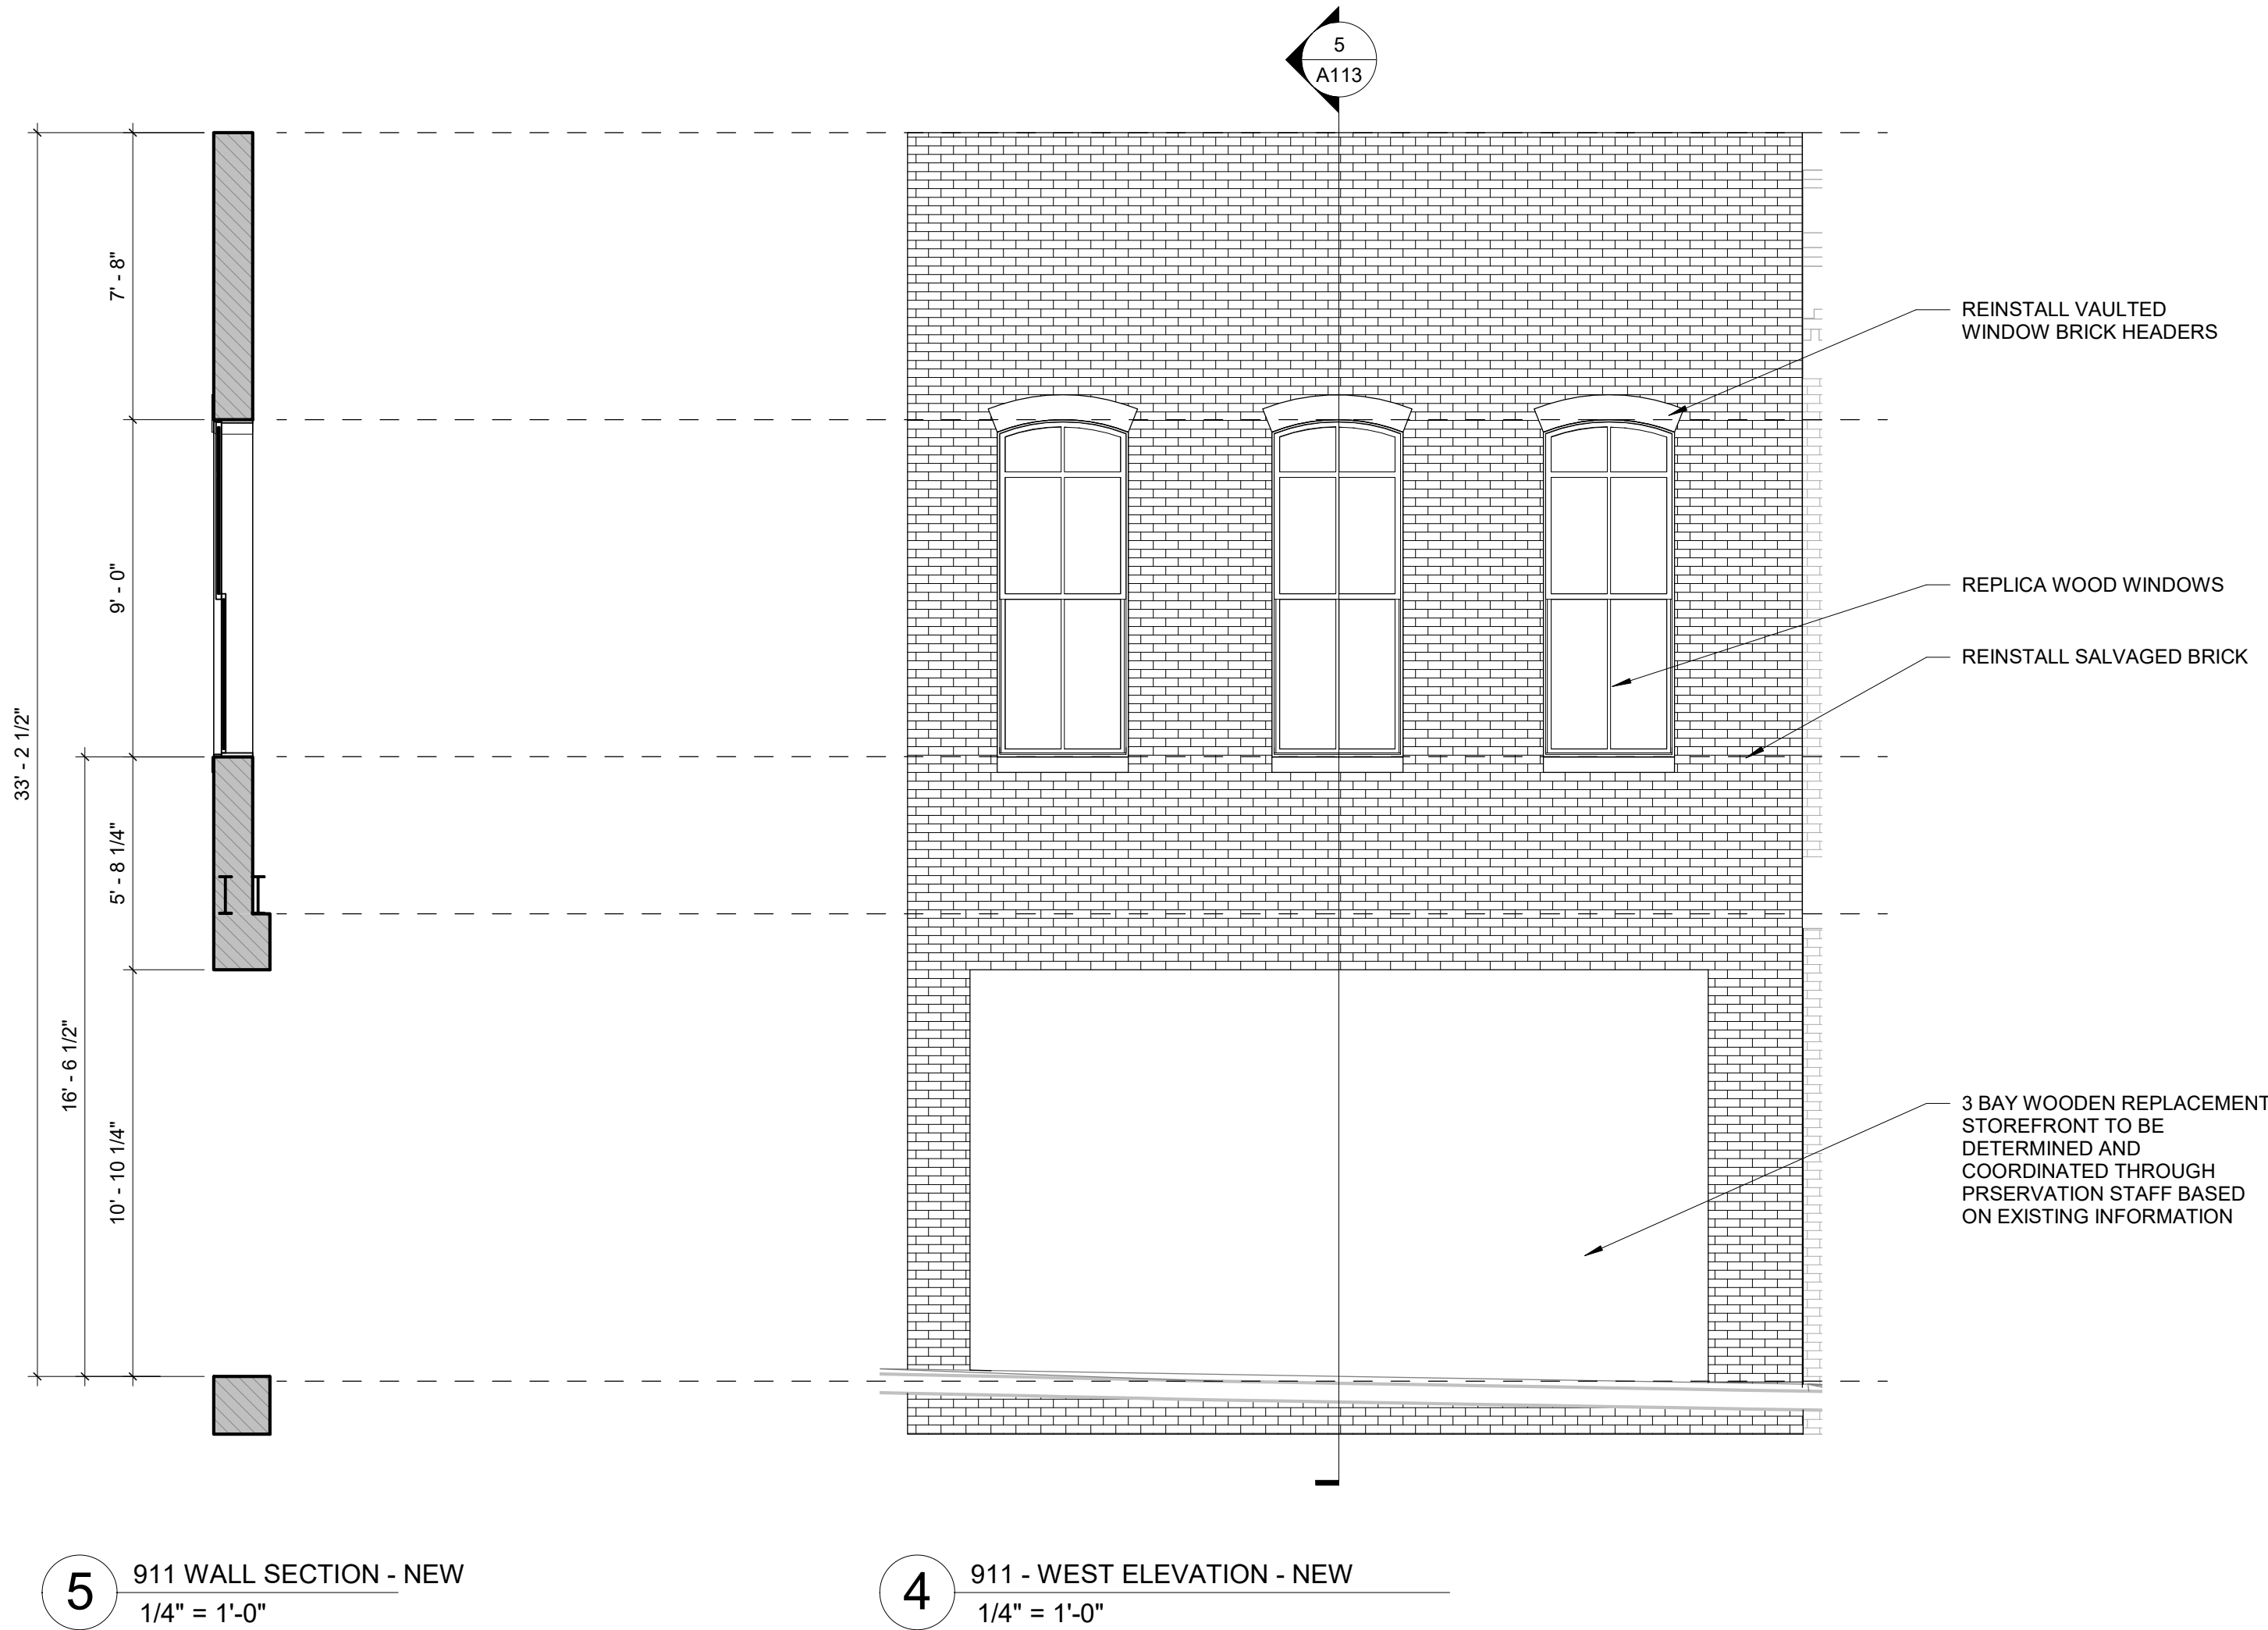 5
A113
7' - 8"
9' - 0"
33' - 2 1/2"
5' - 8 1/4"
16' - 6 1/2"
10' - 10 1/4"
REINSTALL VAULTED
WINDOW BRICK HEADERS
REPLICA WOOD WINDOWS
REINSTALL SALVAGED BRICK
3 BAY WOODEN REPLACEMENT
STOREFRONT TO BE
DETERMINED AND
COORDINATED THROUGH
PRSERVATION STAFF BASED
ON EXISTING INFORMATION
5
911 WALL SECTION - NEW
1/4" = 1'-0"
4
911 - WEST ELEVATION - NEW
1/4" = 1'-0"